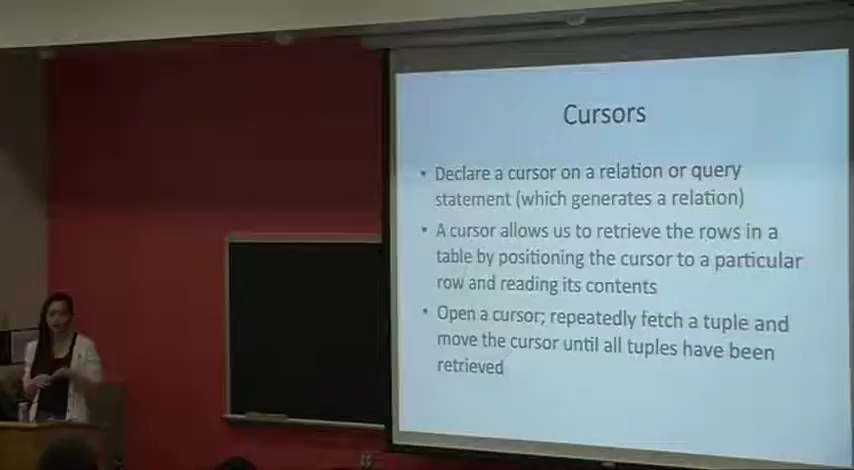 Cursors
• Declare a cursor on a relation or query
statement (which generates a relation)
• A cursor allows us to retrieve the rows in a
table by positioning the cursor to a particular
row and reading its contents
• Open a cursor; repeatedly fetch a tuple and
move the cursor until all tuples have been
retrieved